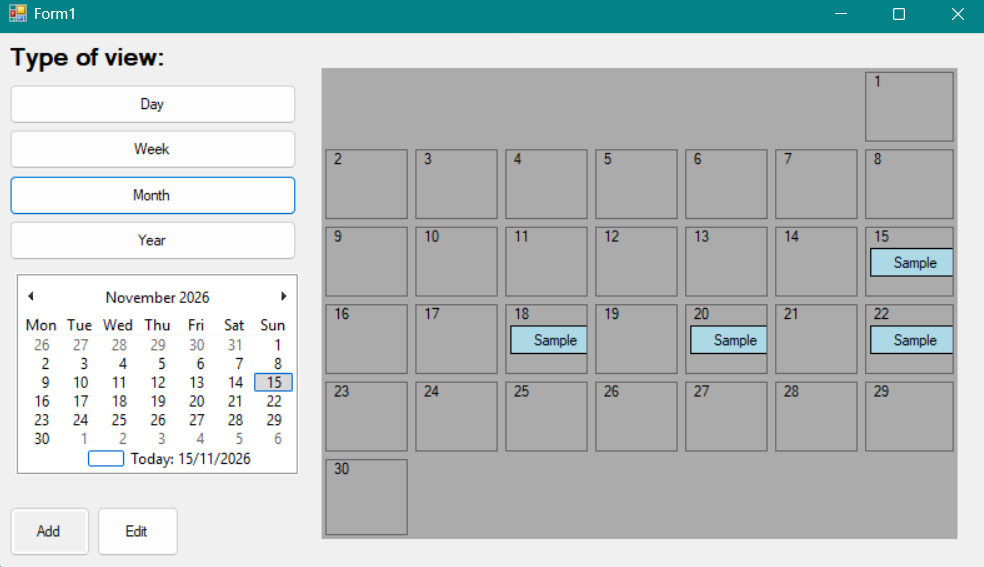 Form1
Type of view:
Day
Week
Month
Year
November 2026
Mon Tue Wed Thu Fri Sat Sun
26 27 28 29 30 31 1
2 3 4 5 6 7 8
9 10 11 12 13 14 15
16 17 18 19 20 21 22
23 24 25 26 27 28 29
30 1 2 3 4 5 6
Today: 15/11/2026
Add Edit
1
2 3 4 5 6 7 8
9 10 11 12 13 14 15
Sample
16 17 18 19 20 21 22
Sample Sample Sample
23 24 25 26 27 28 29
30